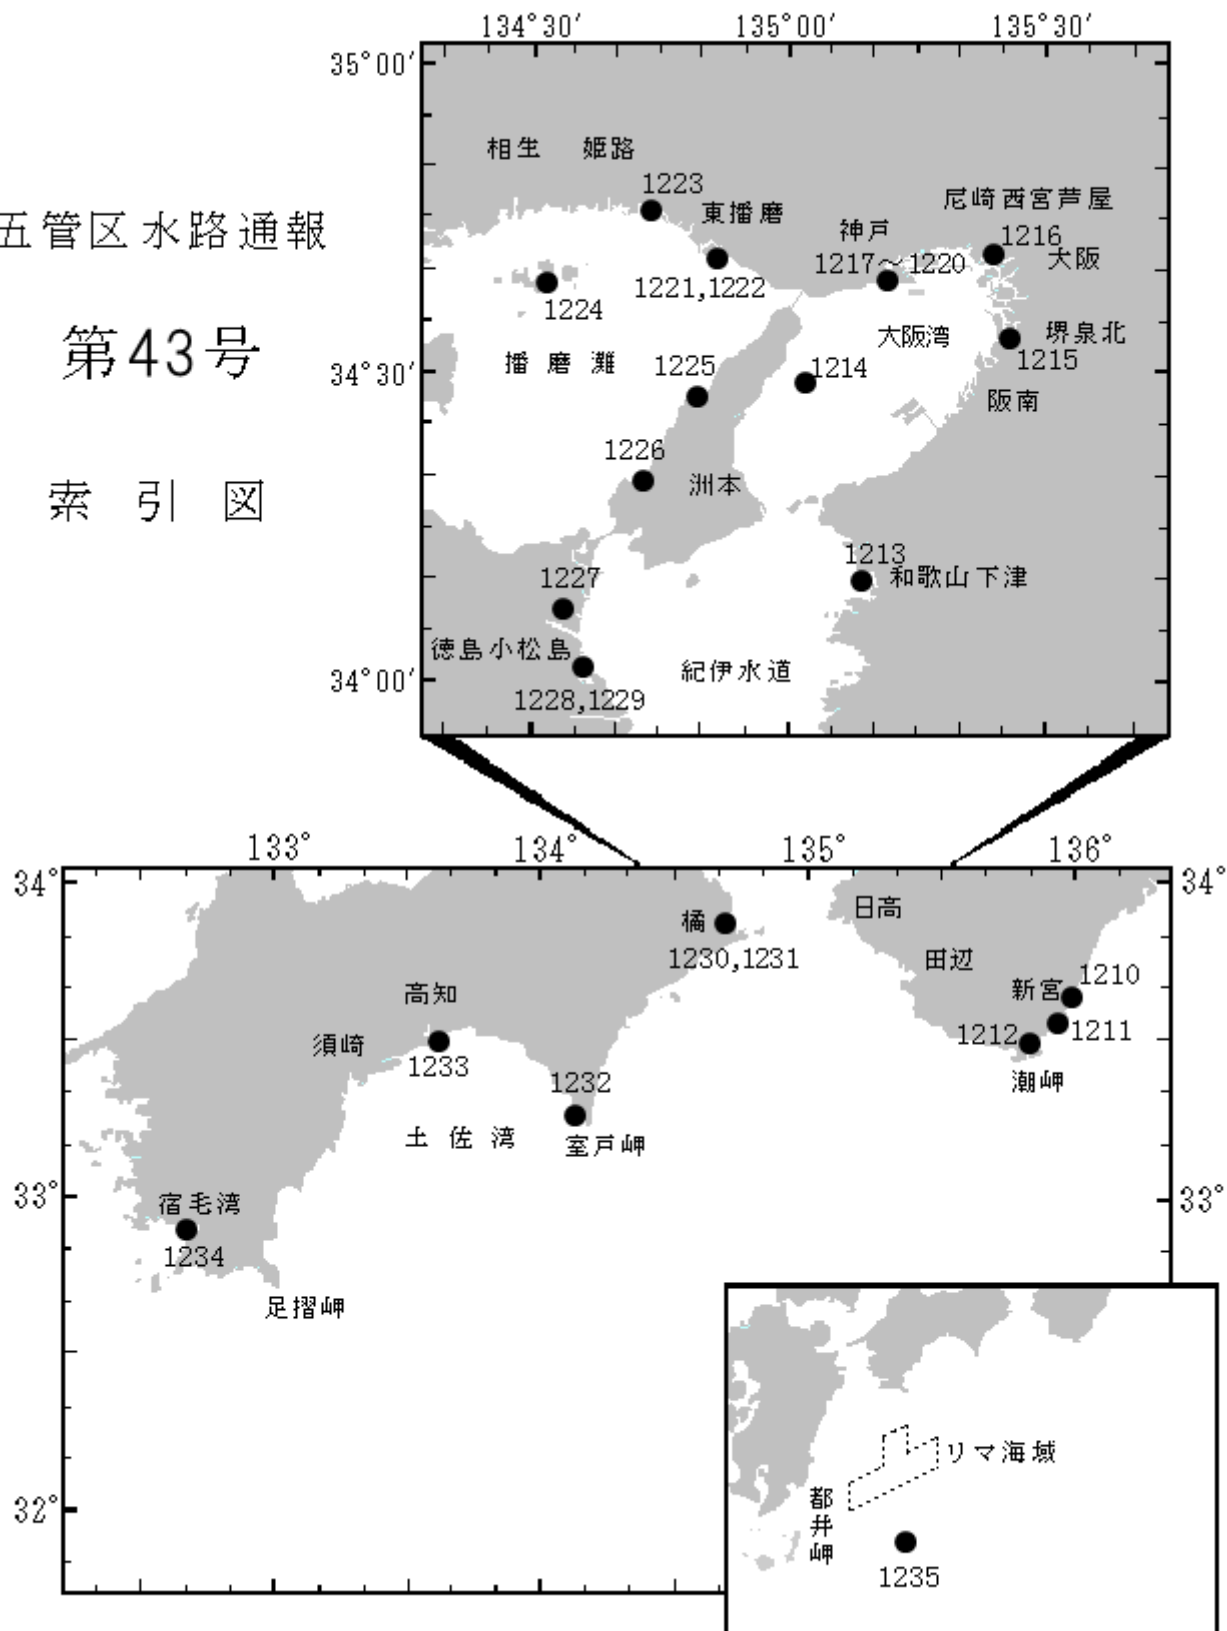 134°30′ 135°00′ 135°30′
35°00′
相生 姫路
1223
東播磨
尼崎西宮芦屋
神戸
1216
大阪
五管区水路通報
1217～1220
1221,1222
1224
大阪湾
堺泉北
第43号
播磨灘
1225
1214
1215
34°30′
阪南
1226
洲本
索引図
1213
和歌山下津
1227
徳島小松島
紀伊水道
34°00′
1228,1229
133° 134° 135° 136°
34° 34°
橘
日高
1230,1231
田辺
高知
新宮
1210
須崎
1233
1212
1211
1232
潮岬
土佐湾
室戸岬
33° 33°
宿毛湾
1234
足摺岬
リマ海域
都井岬
32°
1235